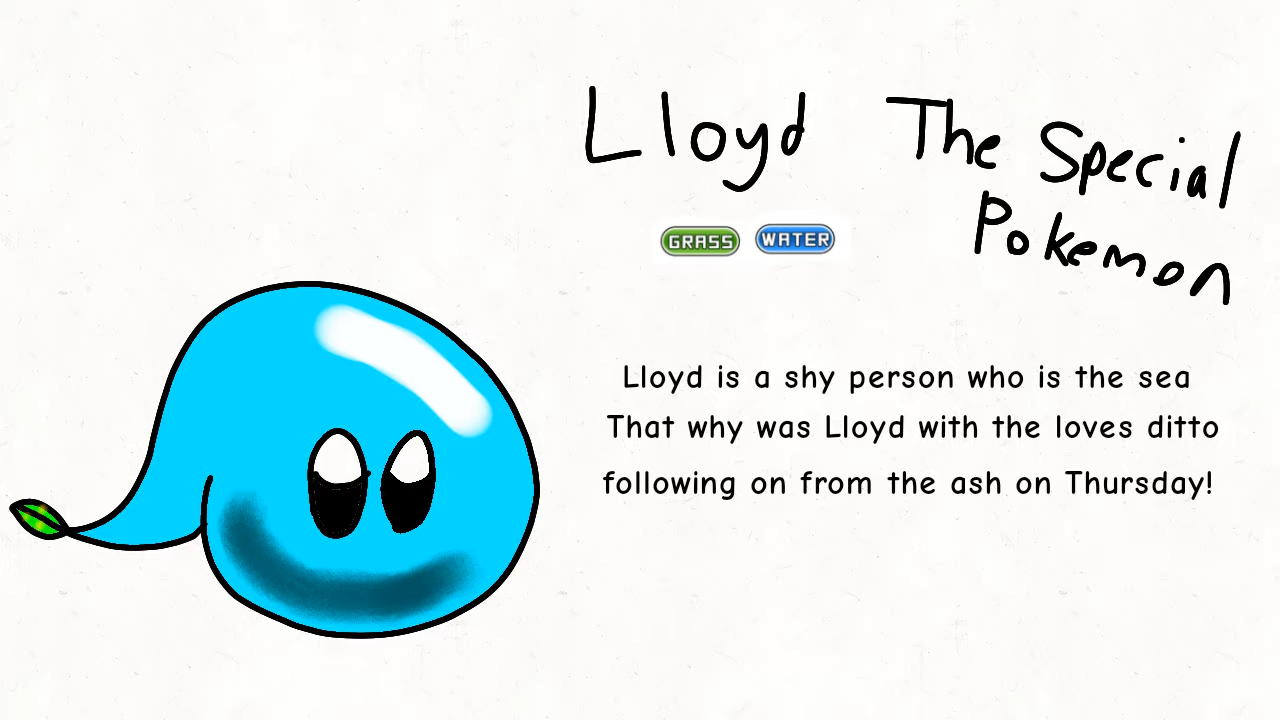 Lloyd The Special
Pokemon
GRASS WATER
Lloyd is a shy person who is the sea
That why was Lloyd with the loves ditto
following on from the ash on Thursday!